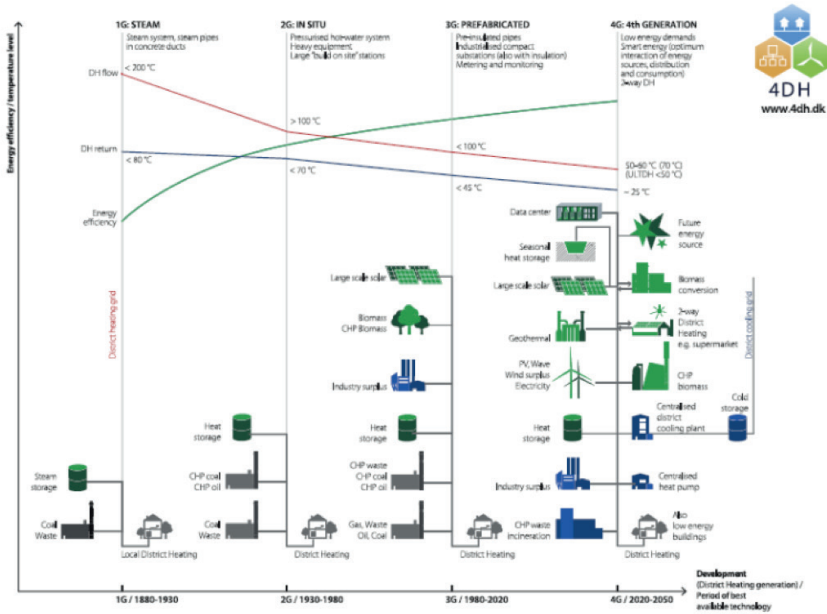 1G: STEAM
Steam system, steam pipes
in concrete ducts
2G: IN SITU
Pressurised hot-water system
Heavy equipment
Large "build on site" stations
3G: PREFABRICATED
Pre-insulated pipes
Industrialised compact
substations (also with insulation)
Metering and monitoring
4G: 4th GENERATION
Low energy demands
Smart energy (optimum
interaction of energy
sources, distribution
and consumption)
2-way DH
4DH
www.4dh.dk
Energy efficiency / temperature level
DH flow
< 200 °C
> 100 °C
< 100 °C
50-60 °C (70 °C)
(ULTDH <50 °C)
DH return
< 80 °C
< 70 °C
< 45 °C
~ 25 °C
Energy
efficiency
District heating grid
District cooling grid
Data center
Future
energy
source
Seasonal
heat storage
Large scale solar
Large scale solar
Biomass
conversion
Biomass
CHP Biomass
Geothermal
2-way
District
Heating
e.g. supermarket
Industry surplus
PV, Wave
Wind surplus
Electricity
CHP
biomass
Heat
storage
Heat
storage
Heat
storage
Centralised
district
cooling plant
Cold
storage
Steam
storage
CHP coal
CHP oil
CHP waste
CHP coal
CHP oil
Industry surplus
Centralised
heat pump
Coal
Waste
Coal
Waste
Gas, Waste
Oil, Coal
CHP waste
incineration
Also
low energy
buildings
Local District Heating
District Heating
District Heating
District Heating
1G / 1880-1930
2G / 1930-1980
3G / 1980-2020
4G / 2020-2050
Development
(District Heating generation) /
Period of best
available technology